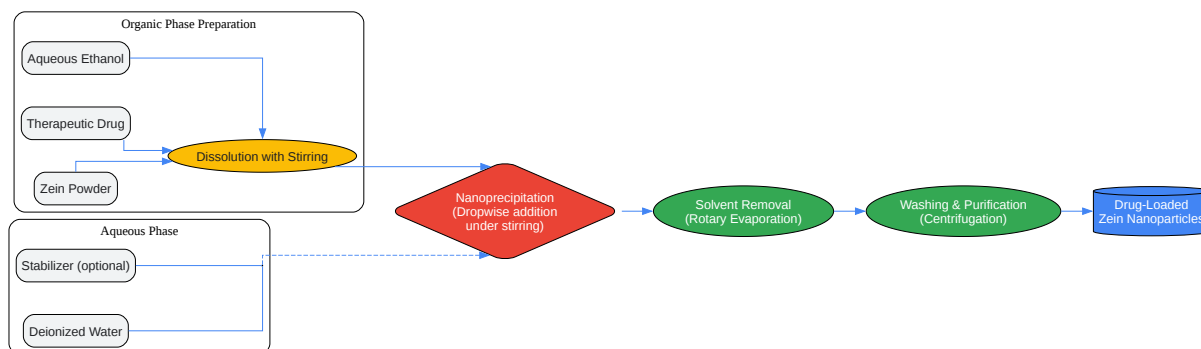 Organic Phase Preparation
Aqueous Ethanol
Therapeutic Drug
Dissolution with Stirring
Zein Powder
Nanoprecipitation
(Dropwise addition
under stirring)
Solvent Removal
(Rotary Evaporation)
Washing & Purification
(Centrifugation)
Drug-Loaded
Zein Nanoparticles
Aqueous Phase
Stabilizer (optional)
Deionized Water